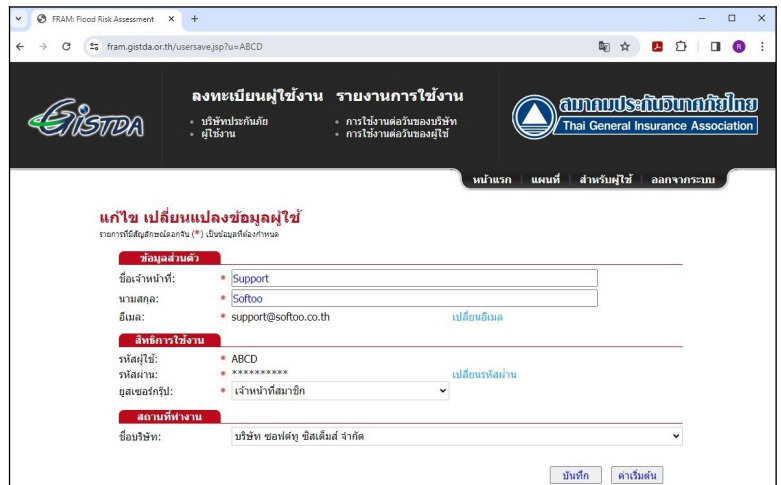 FRAM: Flood Risk Assessment
fram.gistda.or.th/usersave.jsp?u=ABCD
R
GISTDA
ลงทะเบียนผู้ใช้งาน รายงานการใช้งาน
บริษัทประกันภัย
ผู้ใช้งาน
การใช้งานต่อวันของบริษัท
การใช้งานต่อวันของผู้ใช้
สมาคมประกันวินาศภัยไทย
Thai General Insurance Association
หน้าแรก แผนที่ สำหรับผู้ใช้ ออกจากระบบ
แก้ไข เปลี่ยนแปลงข้อมูลผู้ใช้
รายการที่มีสัญลักษณ์ดอกจัน (*) เป็นข้อมูลที่ต้องกำหนด
ข้อมูลส่วนตัว
ชื่อเจ้าหน้าที่: * Support
นามสกุล: * Softoo
อีเมล: * support@softoo.co.th เปลี่ยนอีเมล
สิทธิการใช้งาน
รหัสผู้ใช้: * ABCD
รหัสผ่าน: * ********** เปลี่ยนรหัสผ่าน
ยูสเซอร์กรุ๊ป: * เจ้าหน้าที่สมาชิก
สถานที่ทำงาน
ชื่อบริษัท: บริษัท ซอฟต์ทู ซิสเต็มส์ จำกัด
บันทึก ค่าเริ่มต้น